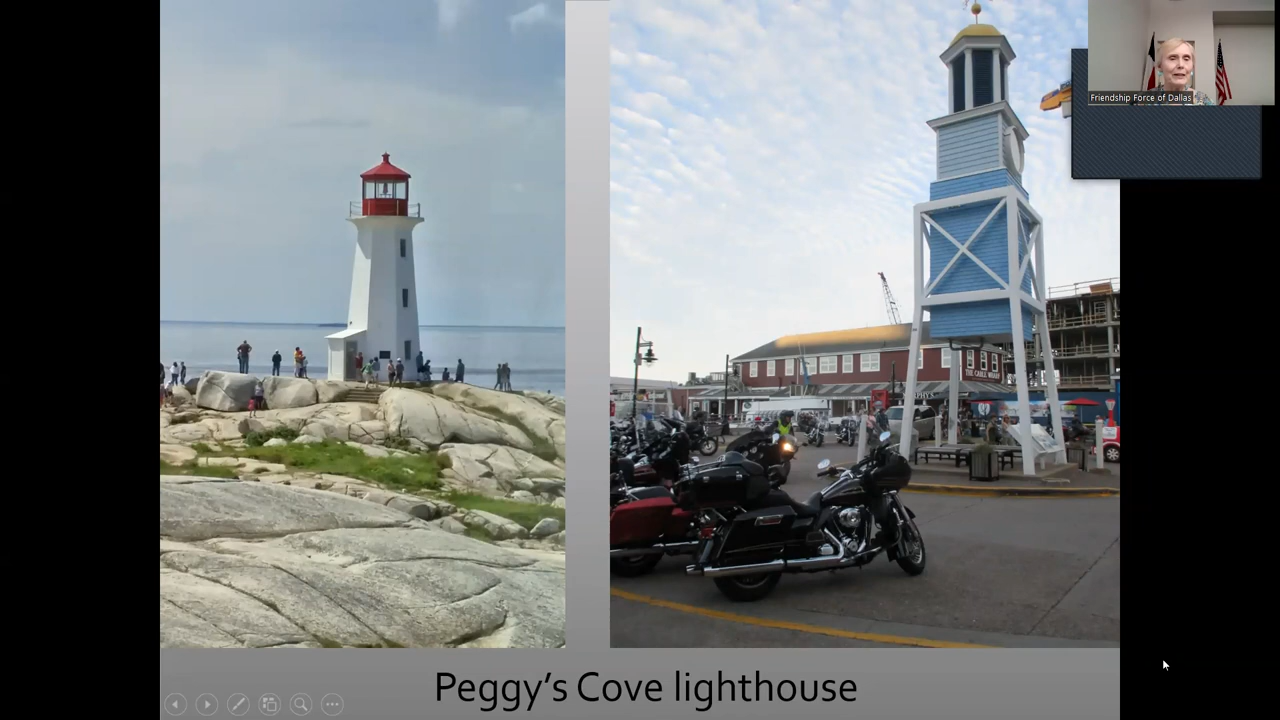 Friendship Force of Dallas
THE CABLE WHARF
Peggy's Cove lighthouse